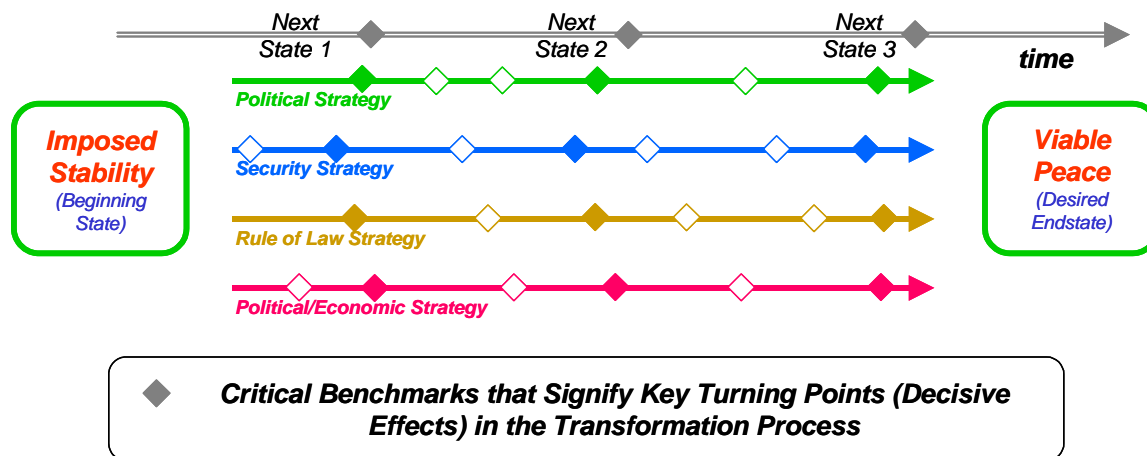 Next
State 1
Next
State 2
Next
State 3
time
Political Strategy
Security Strategy
Rule of Law Strategy
Political/Economic Strategy
Imposed
Stability
(Beginning
State)
Viable
Peace
(Desired
Endstate)
Critical Benchmarks that Signify Key Turning Points (Decisive
Effects) in the Transformation Process